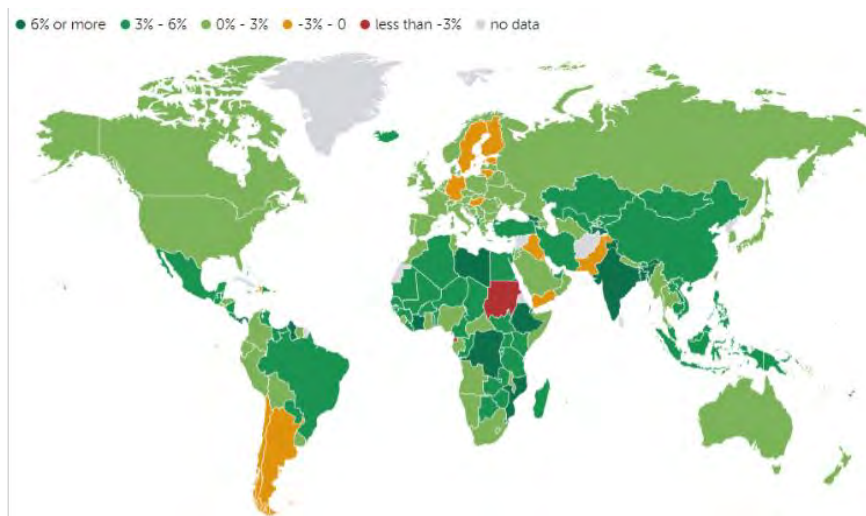 6% or more 3% - 6% 0% - 3% -3% - 0 less than -3% no data